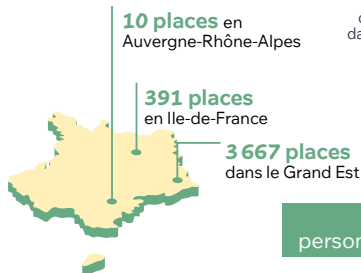 10 places en
Auvergne-Rhône-Alpes
391 places
en Ile-de-France
3 667 places
dans le Grand Est